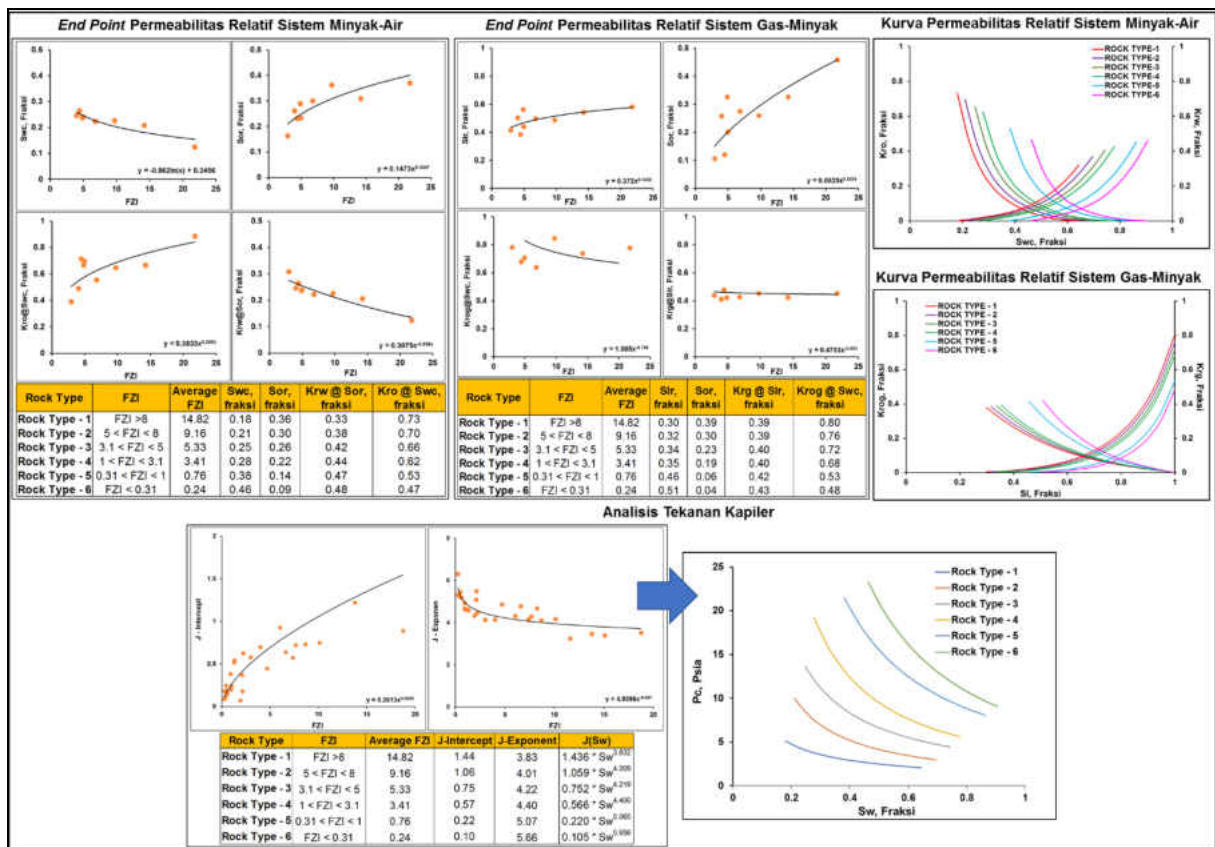 End Point Permeabilitas Relatif Sistem Minyak-Air
End Point Permeabilitas Relatif Sistem Gas-Minyak
Kurva Permeabilitas Relatif Sistem Minyak-Air
Swc, Fraksi
FZI
Sor, Fraksi
FZI
Kro@Swc, Fraksi
FZI
Krw@Sor, Fraksi
FZI
Slr, Fraksi
FZI
Sor, Fraksi
FZI
Krog@Swc, Fraksi
FZI
Krg@Slr, Fraksi
FZI
Kro, Fraksi
Krw, Fraksi
Swc, Fraksi
ROCK TYPE-1
ROCK TYPE-2
ROCK TYPE-3
ROCK TYPE-4
ROCK TYPE-5
ROCK TYPE-6
Kurva Permeabilitas Relatif Sistem Gas-Minyak
ROCK TYPE - 1
ROCK TYPE - 2
ROCK TYPE - 3
ROCK TYPE - 4
ROCK TYPE - 5
ROCK TYPE - 6
Krog, Fraksi
Krg, Fraksi
Sl, Fraksi
Rock Type FZI Average FZI Swc, fraksi Sor, fraksi Krw @ Sor, fraksi Kro @ Swc, fraksi
Rock Type - 1 FZI >8 14.82 0.18 0.36 0.33 0.73
Rock Type - 2 5 < FZI < 8 9.16 0.21 0.30 0.38 0.70
Rock Type - 3 3.1 < FZI < 5 5.33 0.25 0.26 0.42 0.66
Rock Type - 4 1 < FZI < 3.1 3.41 0.28 0.22 0.44 0.62
Rock Type - 5 0.31 < FZI < 1 0.76 0.38 0.14 0.47 0.53
Rock Type - 6 FZI < 0.31 0.24 0.46 0.09 0.48 0.47
Rock Type FZI Average FZI Slr, fraksi Sor, fraksi Krg @ Slr, fraksi Krog @ Swc, fraksi
Rock Type - 1 FZI >8 14.82 0.30 0.39 0.39 0.80
Rock Type - 2 5 < FZI < 8 9.16 0.32 0.30 0.39 0.76
Rock Type - 3 3.1 < FZI < 5 5.33 0.34 0.23 0.40 0.72
Rock Type - 4 1 < FZI < 3.1 3.41 0.35 0.19 0.40 0.68
Rock Type - 5 0.31 < FZI < 1 0.76 0.46 0.06 0.42 0.53
Rock Type - 6 FZI < 0.31 0.24 0.51 0.04 0.43 0.48
Analisis Tekanan Kapiler
J - Intercept
FZI
J - Exponen
FZI
Rock Type FZI Average FZI J-Intercept J-Exponent J(Sw)
Rock Type - 1 FZI >8 14.82 1.44 3.83 1.436 * Sw
Rock Type - 2 5 < FZI < 8 9.16 1.06 4.01 1.059 * Sw
Rock Type - 3 3.1 < FZI < 5 5.33 0.75 4.22 0.752 * Sw
Rock Type - 4 1 < FZI < 3.1 3.41 0.57 4.40 0.566 * Sw
Rock Type - 5 0.31 < FZI < 1 0.76 0.22 5.07 0.220 * Sw
Rock Type - 6 FZI < 0.31 0.24 0.10 5.66 0.105 * Sw
Pc, Psia
Sw, Fraksi
Rock Type - 1
Rock Type - 2
Rock Type - 3
Rock Type - 4
Rock Type - 5
Rock Type - 6